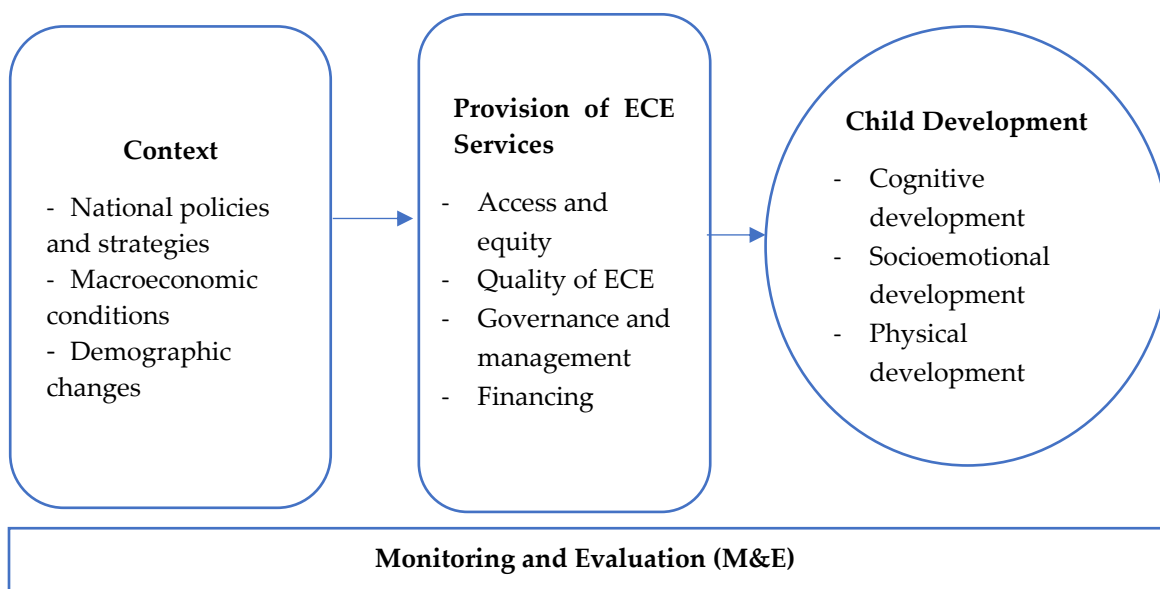 Context
- National policies
and strategies
- Macroeconomic
conditions
- Demographic
changes
Provision of ECE
Services
- Access and
equity
- Quality of ECE
- Governance and
management
- Financing
Child Development
- Cognitive
development
- Socioemotional
development
- Physical
development
Monitoring and Evaluation (M&E)